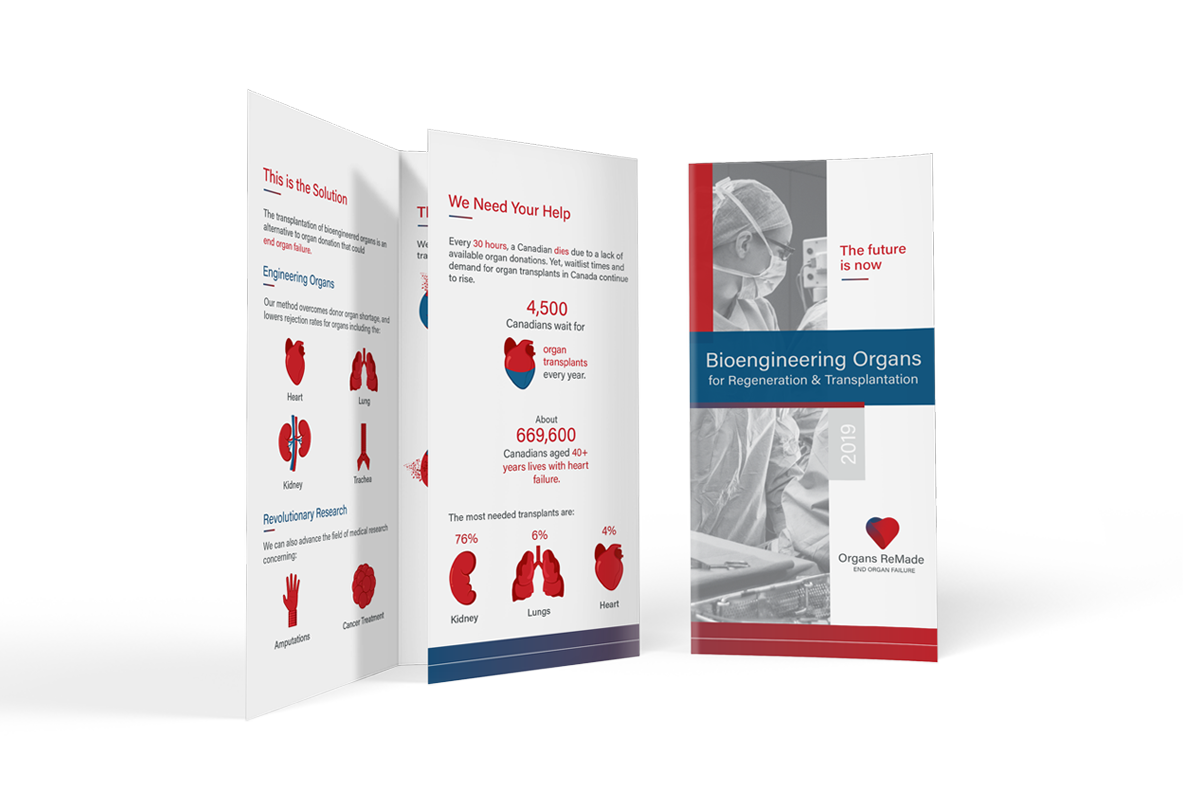 This is the Solution
The transplantation of bioengineered organs is an
alternative to organ donation that could
end organ failure.
Engineering Organs
Our method overcomes donor organ shortage, and
lowers rejection rates for organs including the:
Heart
Lung
Kidney
Trachea
Revolutionary Research
We can also advance the field of medical research
concerning:
Amputations
Cancer Treatment
We
We Need Your Help
Every 30 hours, a Canadian dies due to a lack of
available organ donations. Yet, waitlist times and
demand for organ transplants in Canada continue
to rise.
4,500
Canadians wait for
organ
transplants
every year.
About
669,600
Canadians aged 40+
years lives with heart
failure.
The most needed transplants are:
76%
6%
4%
Kidney
Lungs
Heart
The future
is now
Bioengineering Organs
for Regeneration & Transplantation
2019
Organs ReMade
END ORGAN FAILURE